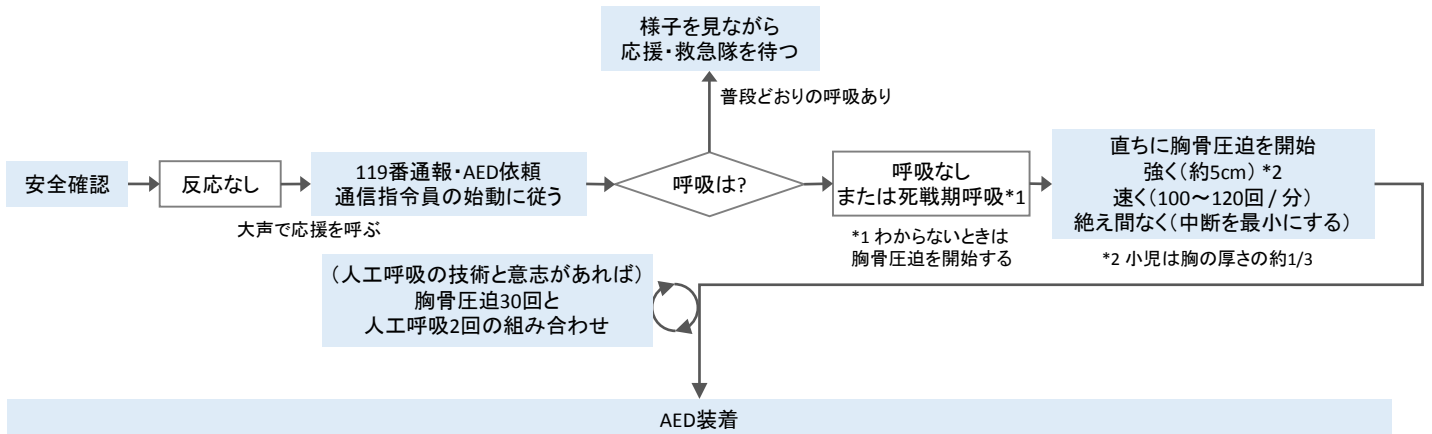 様子を見ながら
応援・救急隊を待つ
普段どおりの呼吸あり
安全確認
反応なし
大声で応援を呼ぶ
119番通報・AED依頼
通信指令員の始動に従う
呼吸は?
呼吸なし
または死戦期呼吸*1
*1 わからないときは
胸骨圧迫を開始する
直ちに胸骨圧迫を開始
強く(約5cm) *2
速く(100~120回 / 分)
絶え間なく(中断を最小にする)
*2 小児は胸の厚さの約1/3
(人工呼吸の技術と意志があれば)
胸骨圧迫30回と
人工呼吸2回の組み合わせ
AED装着